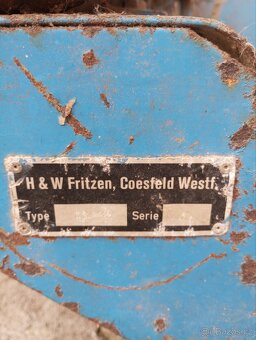 H & W Fritzen, Coesfeld Westf.
Type Serie